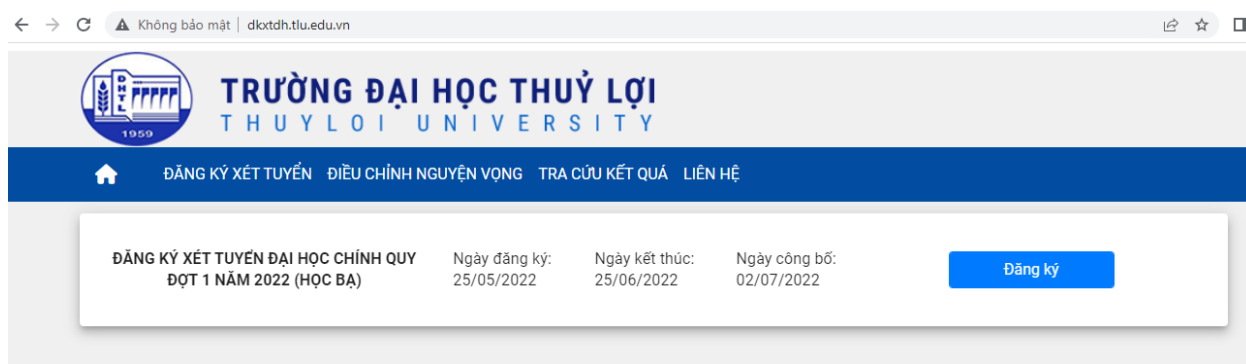 Không bảo mật | dkxtdh.tlu.edu.vn
ĐHTL
1959
TRƯỜNG ĐẠI HỌC THUỶ LỢI
THUYLOI UNIVERSITY
ĐĂNG KÝ XÉT TUYỂN ĐIỀU CHỈNH NGUYỆN VỌNG TRA CỨU KẾT QUẢ LIÊN HỆ
ĐĂNG KÝ XÉT TUYỂN ĐẠI HỌC CHÍNH QUY
ĐỢT 1 NĂM 2022 (HỌC BẠ)
Ngày đăng ký:
25/05/2022
Ngày kết thúc:
25/06/2022
Ngày công bố:
02/07/2022
Đăng ký